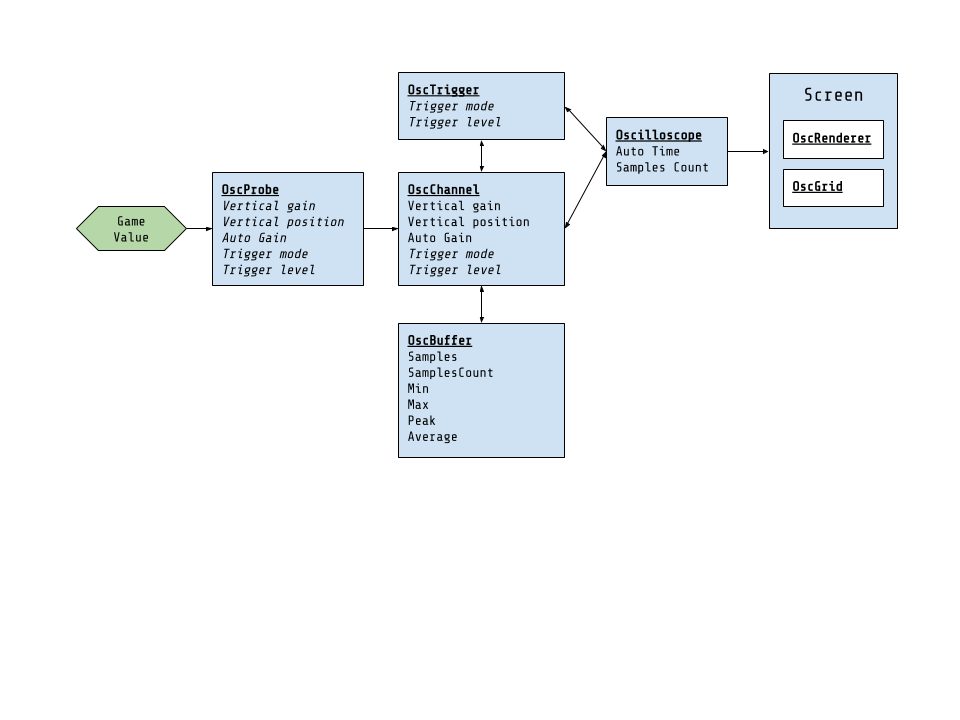 Game
Value
OscProbe
Vertical gain
Vertical position
Auto Gain
Trigger mode
Trigger level
OscTrigger
Trigger mode
Trigger level
OscChannel
Vertical gain
Vertical position
Auto Gain
Trigger mode
Trigger level
OscBuffer
Samples
SamplesCount
Min
Max
Peak
Average
Oscilloscope
Auto Time
Samples Count
Screen
OscRenderer
OscGrid